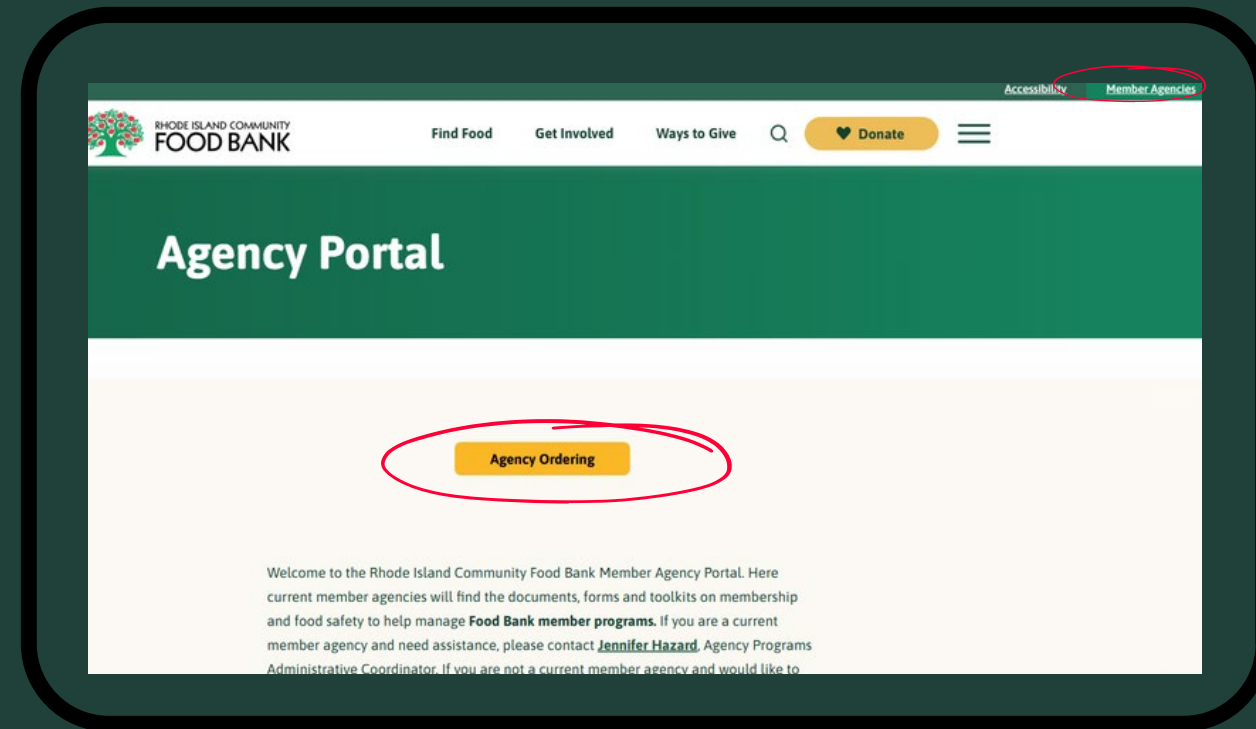 Accessibility Member Agencies
RHODE ISLAND COMMUNITY
FOOD BANK
Find Food Get Involved Ways to Give Donate
Agency Portal
Agency Ordering
Welcome to the Rhode Island Community Food Bank Member Agency Portal. Here
current member agencies will find the documents, forms and toolkits on membership
and food safety to help manage Food Bank member programs. If you are a current
member agency and need assistance, please contact Jennifer Hazard, Agency Programs
Administrative Coordinator. If you are not a current member agency and would like to